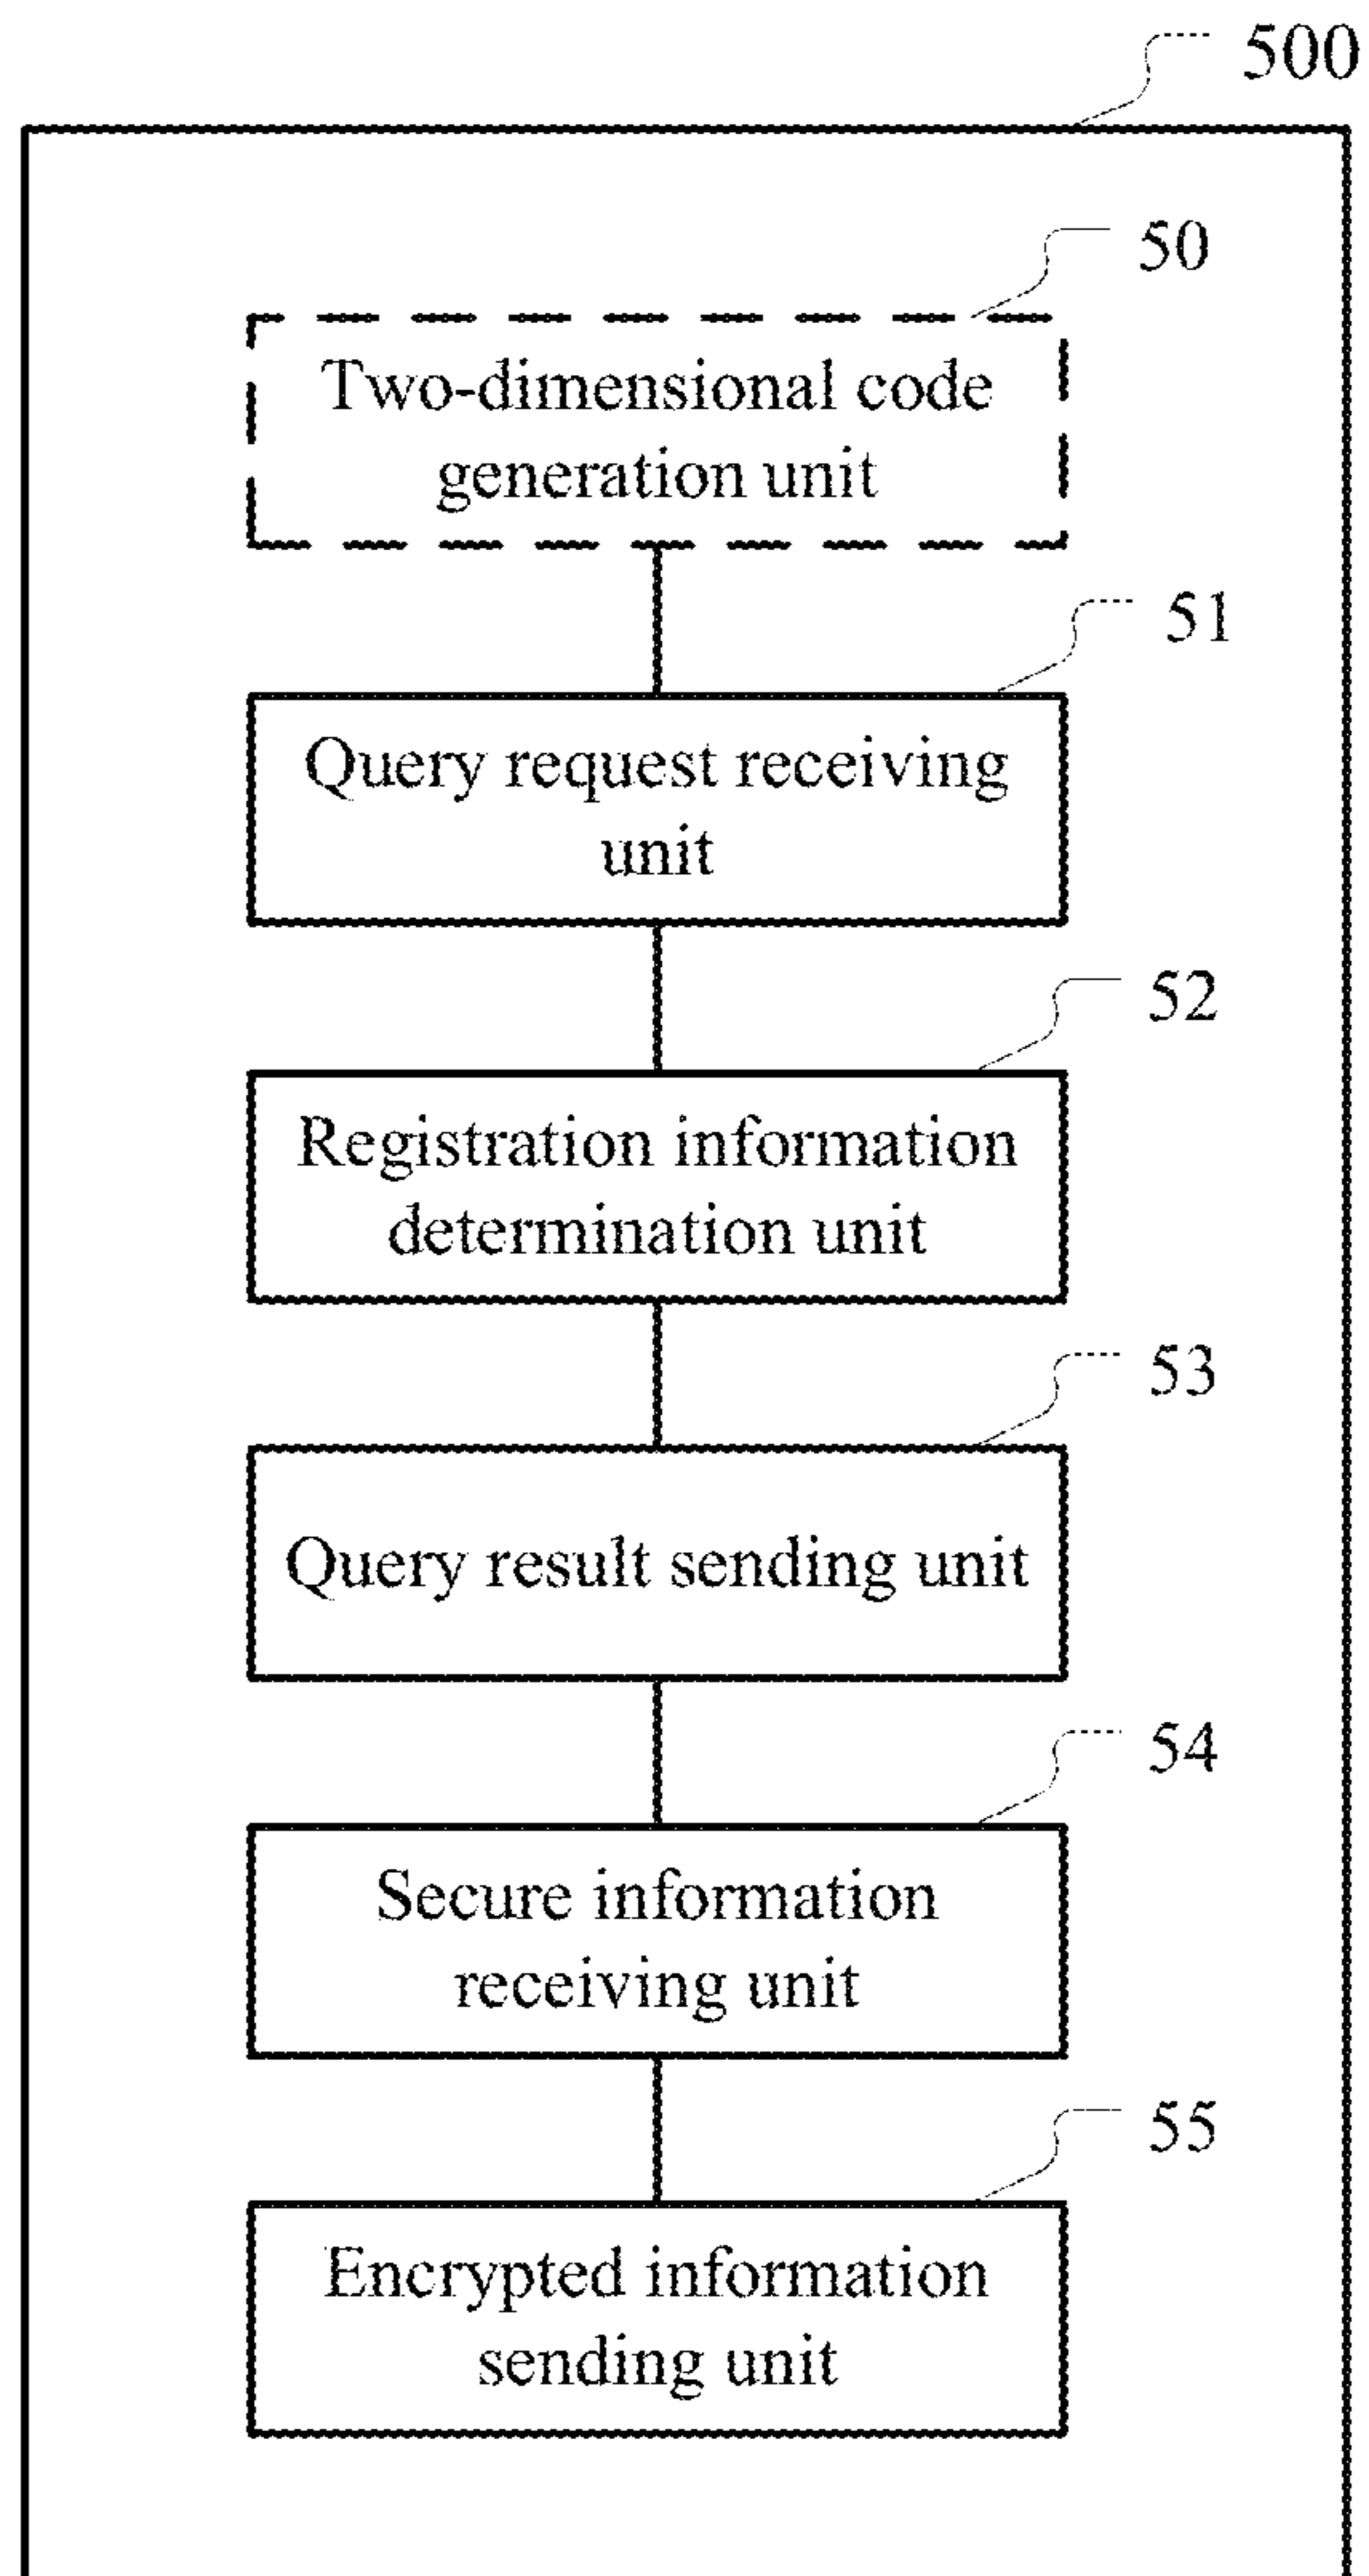 500
50
Two-dimensional code
generation unit
51
Query request receiving
unit
52
Registration information
determination unit
53
Query result sending unit
54
Secure information
receiving unit
55
Encrypted information
sending unit